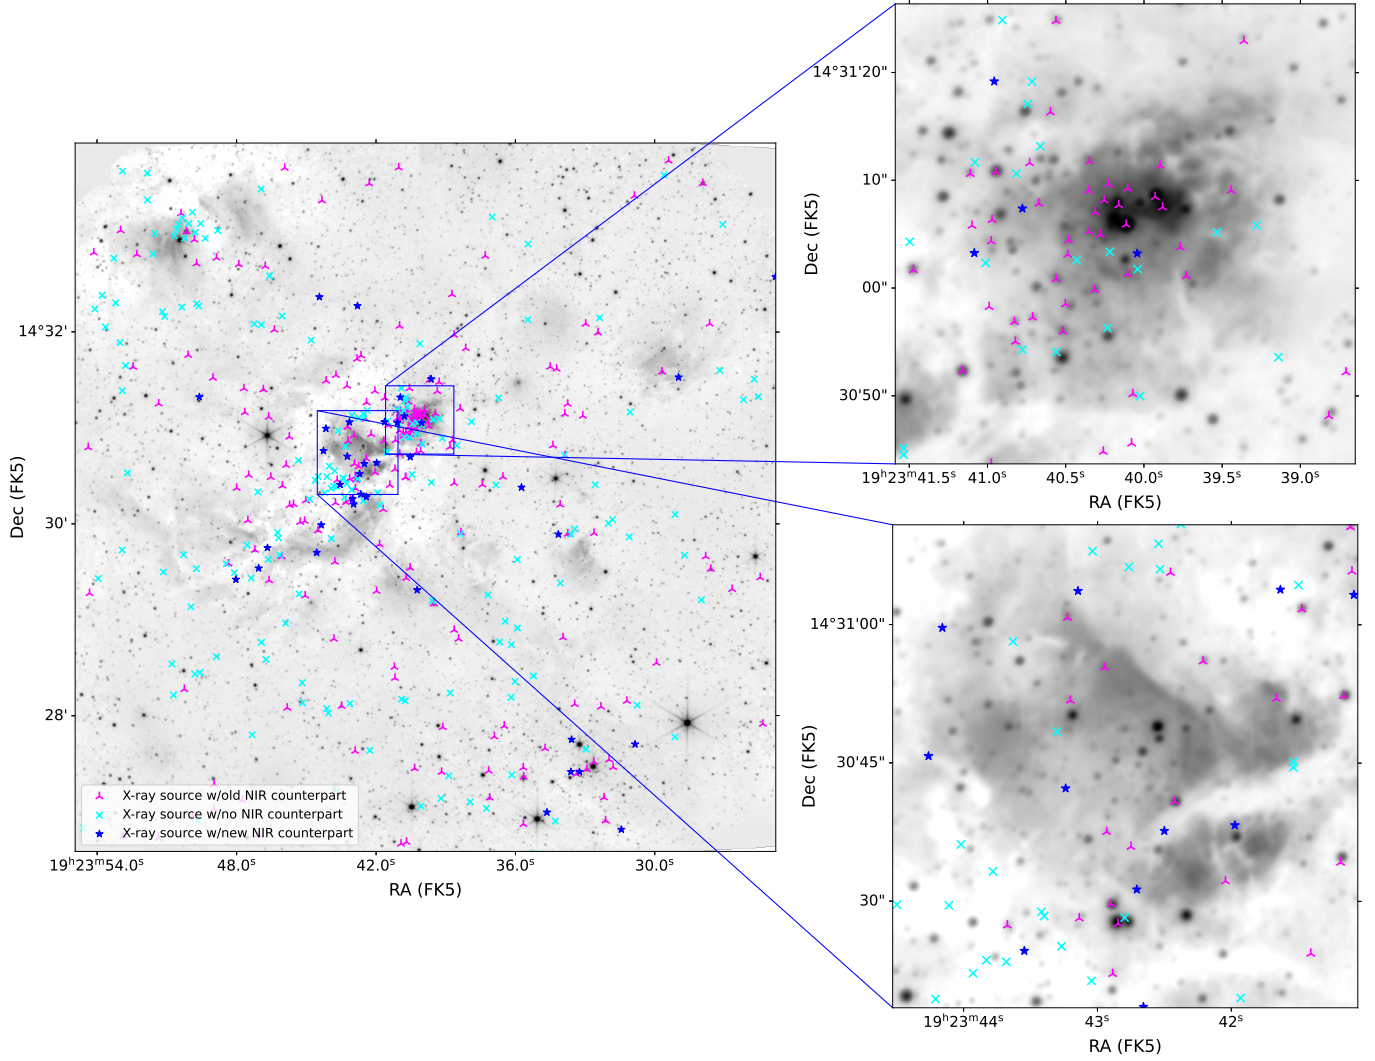 14°32'
30'
28'
Dec (FK5)
19ʰ23ᵐ54.0ˢ
48.0ˢ
42.0ˢ
36.0ˢ
30.0ˢ
RA (FK5)
X-ray source w/old NIR counterpart
X-ray source w/no NIR counterpart
X-ray source w/new NIR counterpart
14°31'20"
10"
00"
30'50"
Dec (FK5)
19ʰ23ᵐ41.5ˢ
41.0ˢ
40.5ˢ
40.0ˢ
39.5ˢ
39.0ˢ
RA (FK5)
14°31'00"
30'45"
30"
Dec (FK5)
19ʰ23ᵐ44ˢ
43ˢ
42ˢ
RA (FK5)